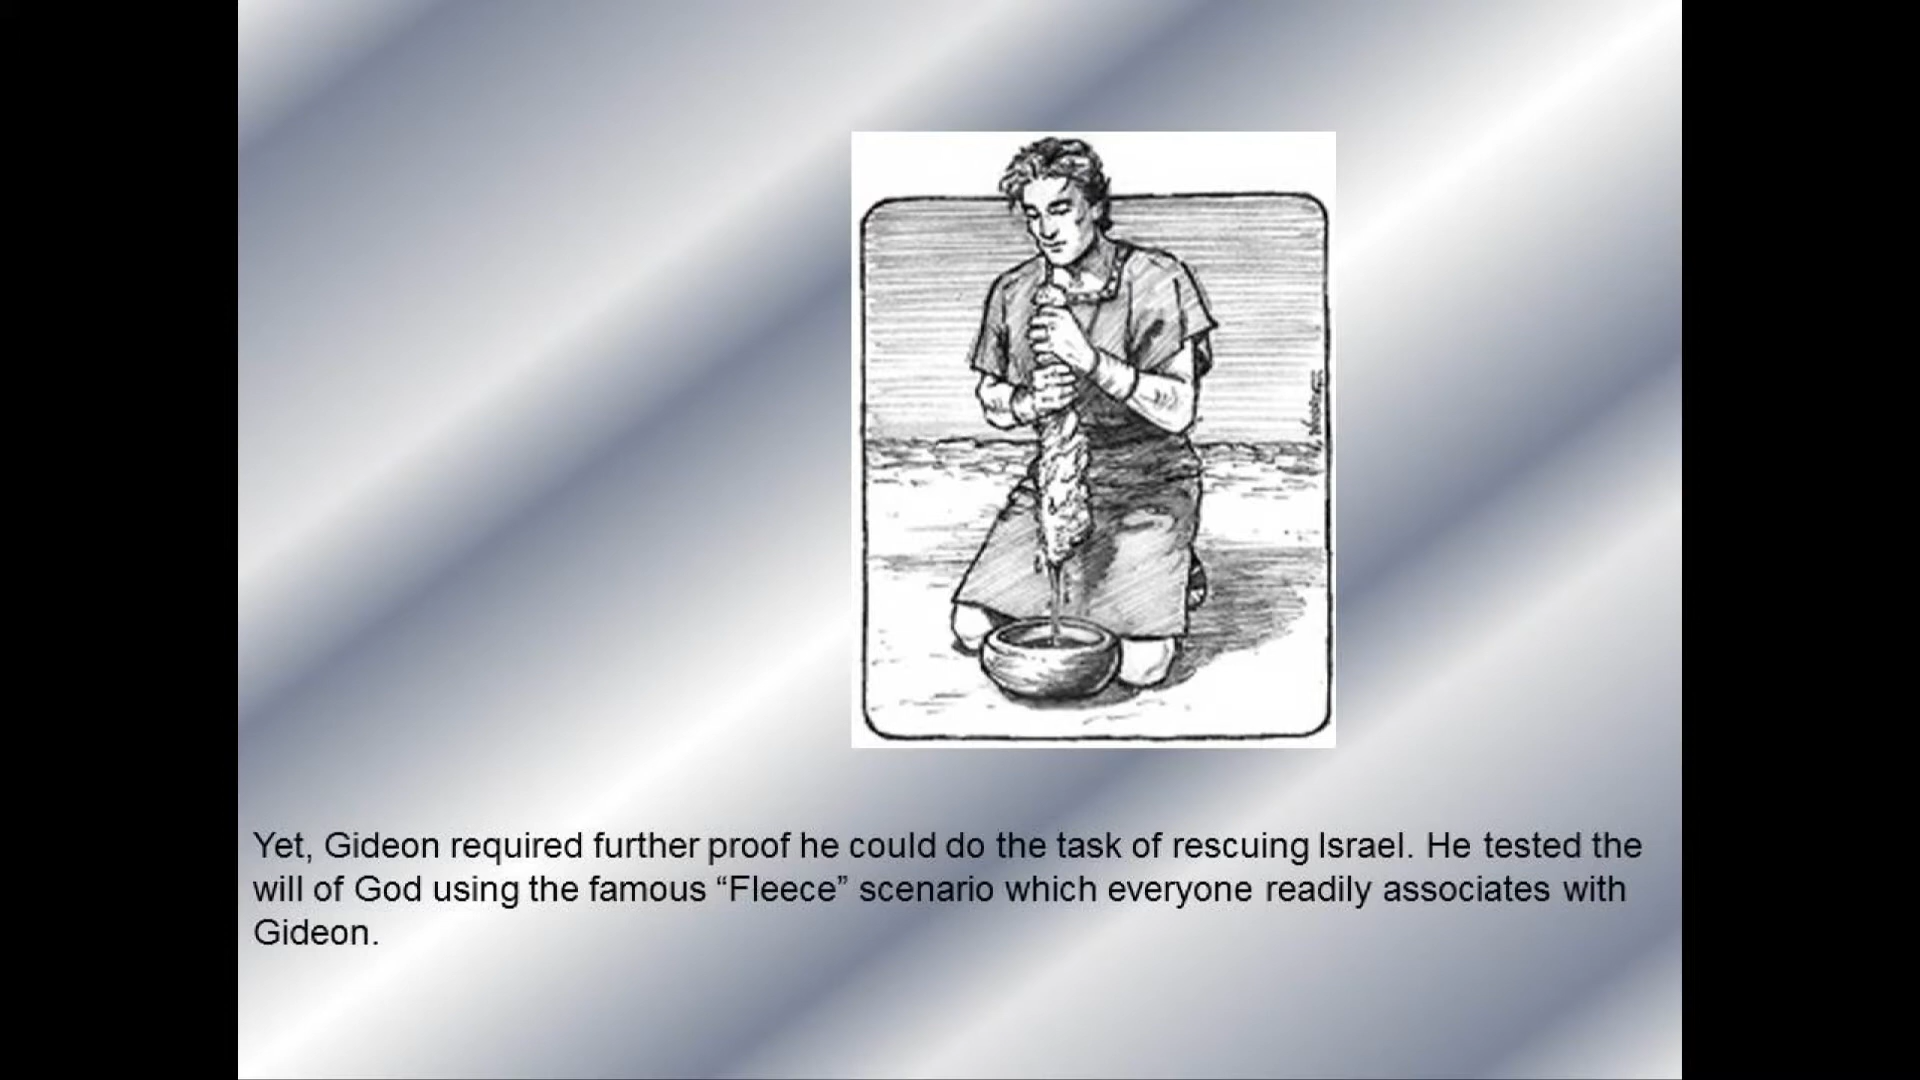 Yet, Gideon required further proof he could do the task of rescuing Israel. He tested the
will of God using the famous “Fleece” scenario which everyone readily associates with
Gideon.